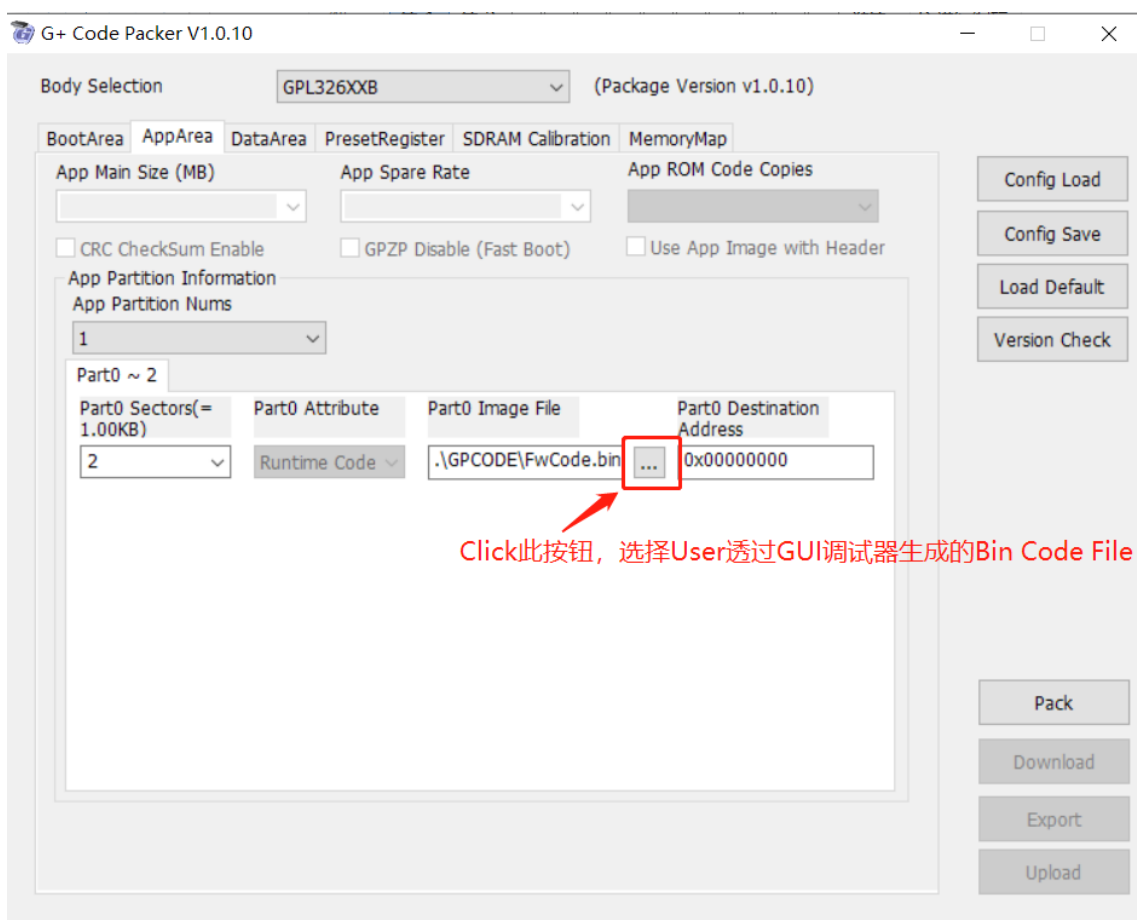 G+ Code Packer V1.0.10
Body Selection
GPL326XXB
(Package Version v1.0.10)
BootArea
AppArea
DataArea
PresetRegister
SDRAM Calibration
MemoryMap
App Main Size (MB)
App Spare Rate
App ROM Code Copies
CRC CheckSum Enable
GPZP Disable (Fast Boot)
Use App Image with Header
App Partition Information
App Partition Nums
1
Part0 ~ 2
Part0 Sectors(=
1.00KB)
Part0 Attribute
Part0 Image File
Part0 Destination
Address
2
Runtime Code
.\GPCODE\FwCode.bin
...
0x00000000
Click此按钮，选择User透过GUI调试器生成的Bin Code File
Config Load
Config Save
Load Default
Version Check
Pack
Download
Export
Upload